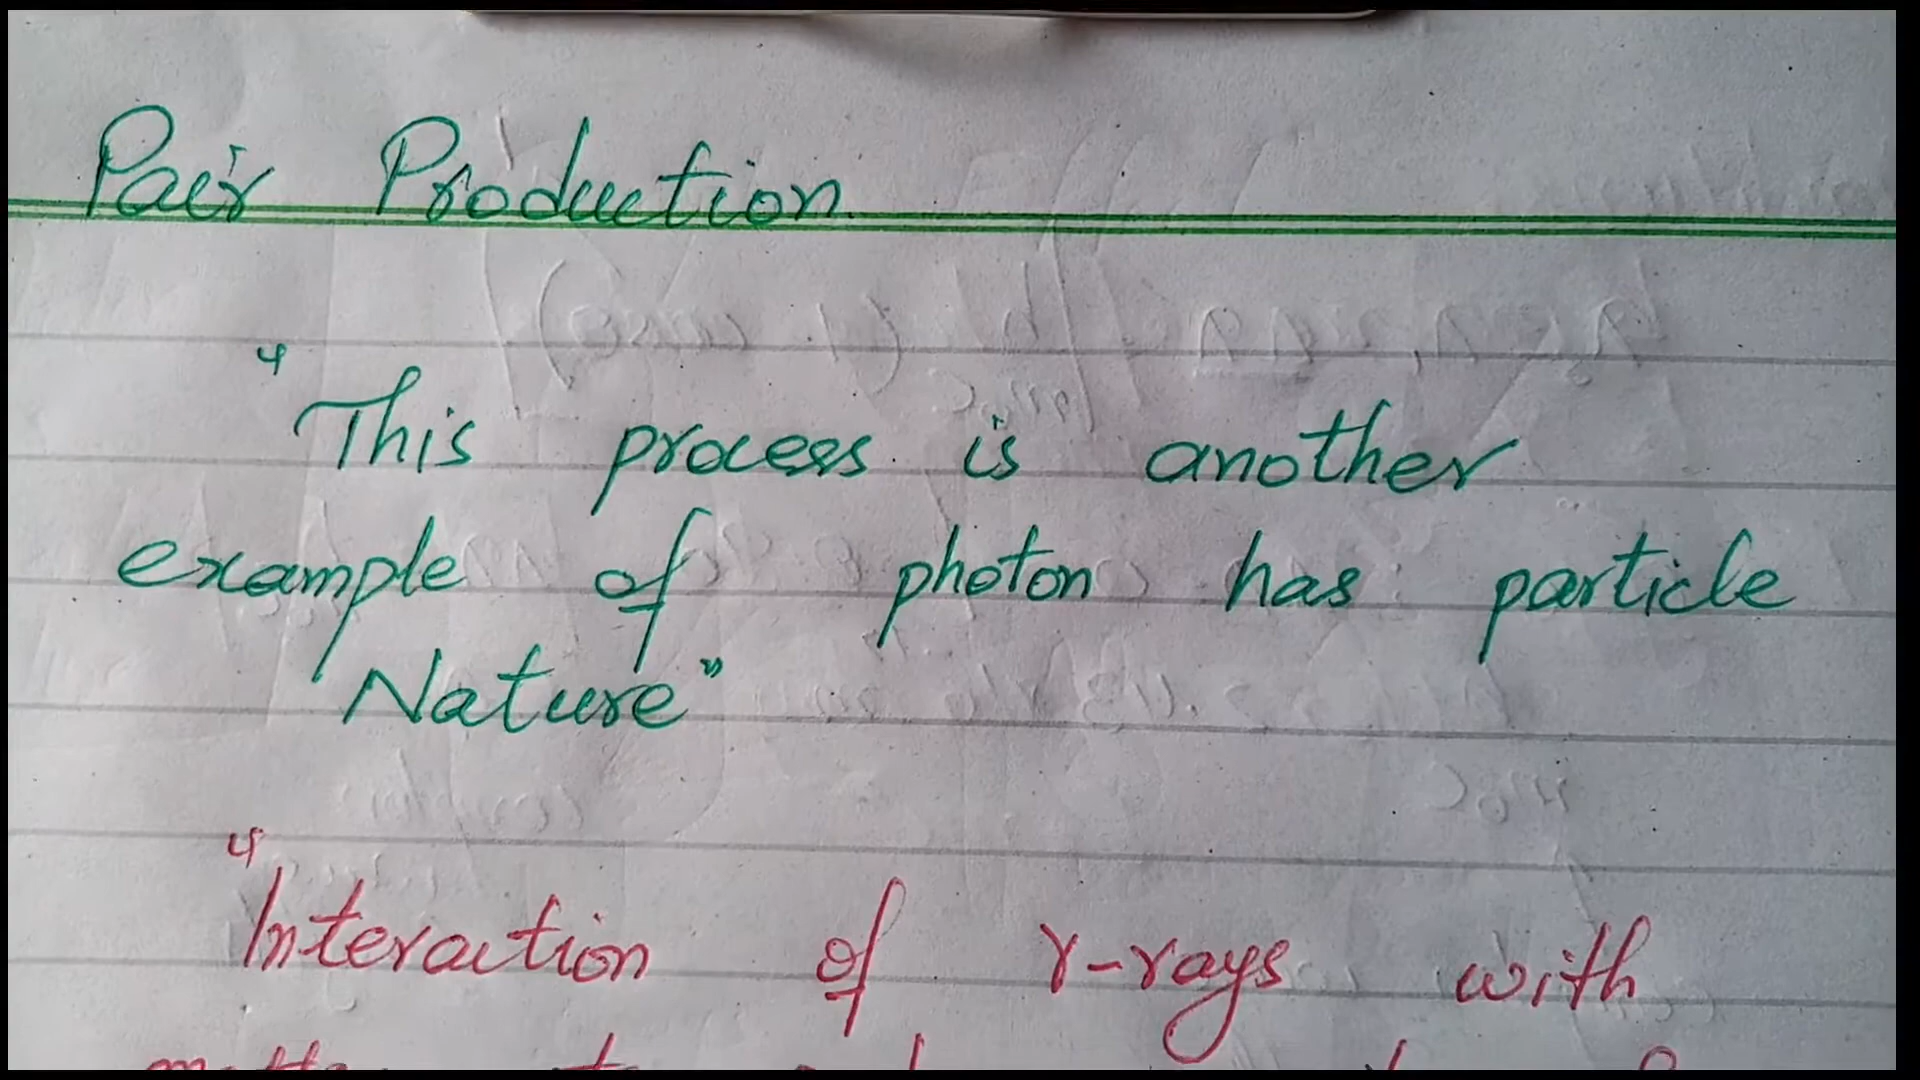 Pair Production
"This process is another
example of photon has particle
Nature"
"Interaction of γ-rays with